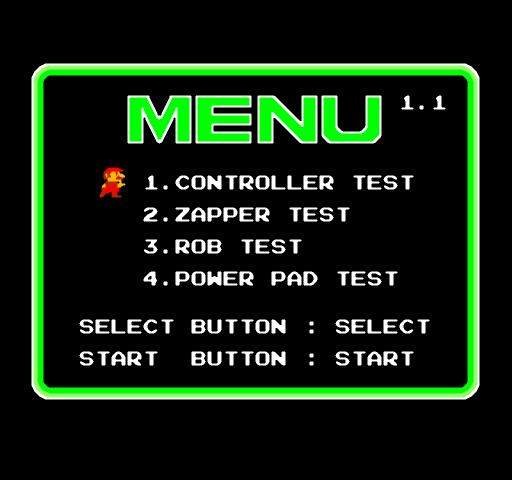 MENU 1.1
1.CONTROLLER TEST
2.ZAPPER TEST
3.ROB TEST
4.POWER PAD TEST
SELECT BUTTON : SELECT
START BUTTON : START